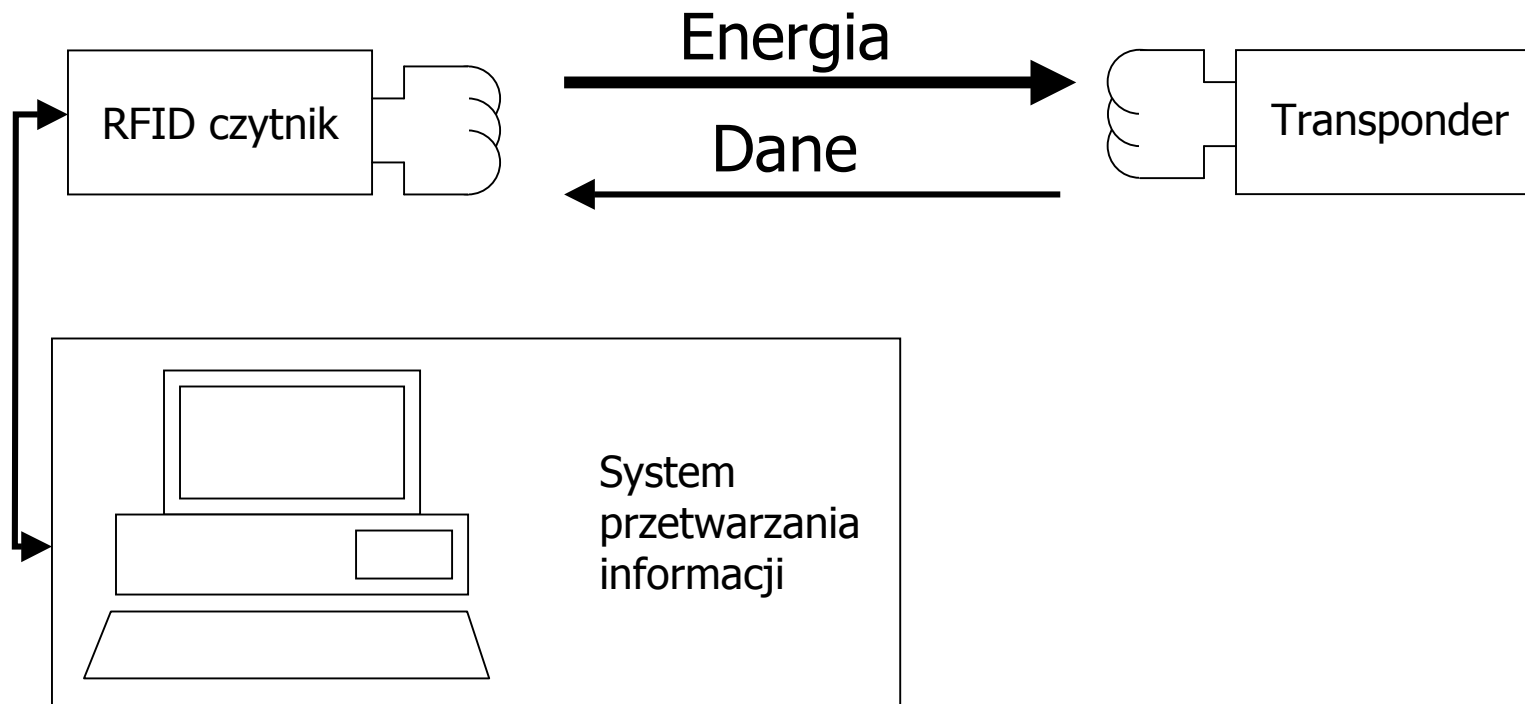 Energia
RFID czytnik
Transponder
Dane
System
przetwarzania
informacji